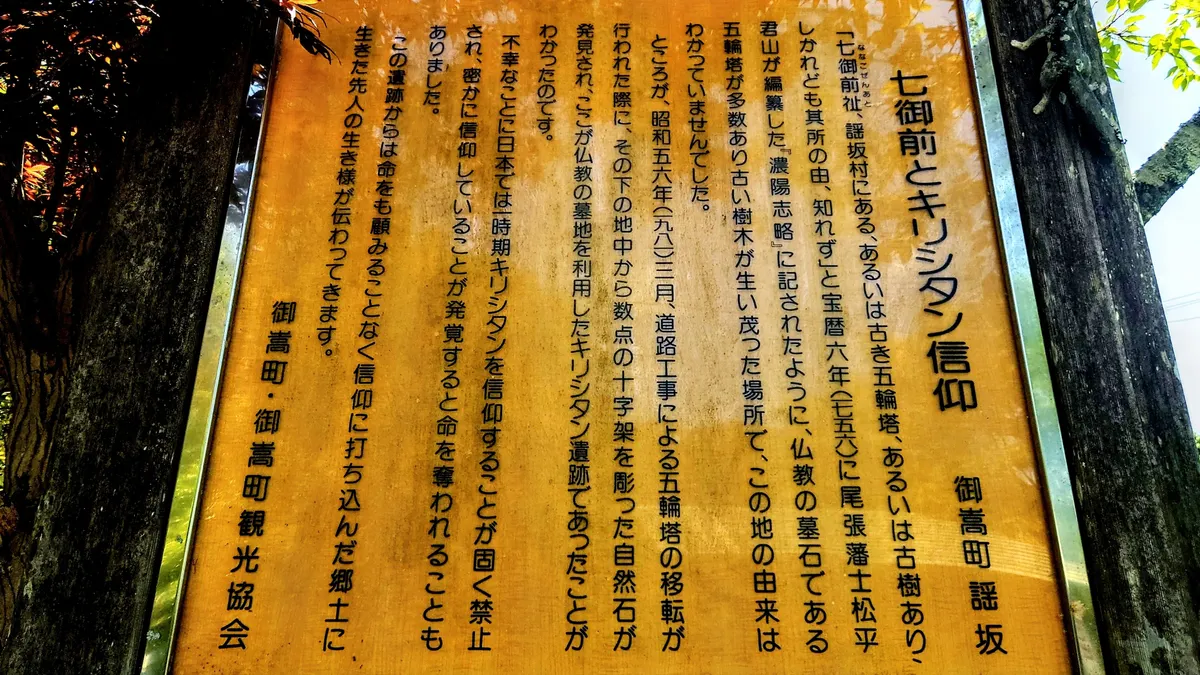 七御前とキリシタン信仰
御嵩町謡坂
ななごぜんあと
「七御前祉、謡坂村にある、あるいは古き五輪塔、あるいは古樹あり、
しかれども其所の由、知れず」と宝暦六年(一七五六)に尾張藩士松平
君山が編纂した『濃陽志略』に記されたように、仏教の墓石である
五輪塔が多数あり古い樹木が生い茂った場所で、この地の由来は
わかっていませんでした。
ところが、昭和五六年(一九八一)三月、道路工事による五輪塔の移転が
行われた際に、その下の地中から数点の十字架を彫った自然石が
発見され、ここが仏教の墓地を利用したキリシタン遺跡であったことが
わかったのです。
不幸なことに日本では一時期キリシタンを信仰することが固く禁止
され、密かに信仰していることが発覚すると命を奪われることも
ありました。
この遺跡からは命をも顧みることなく信仰に打ち込んだ郷土に
生きた先人の生き様が伝わってきます。
御嵩町・御嵩町観光協会